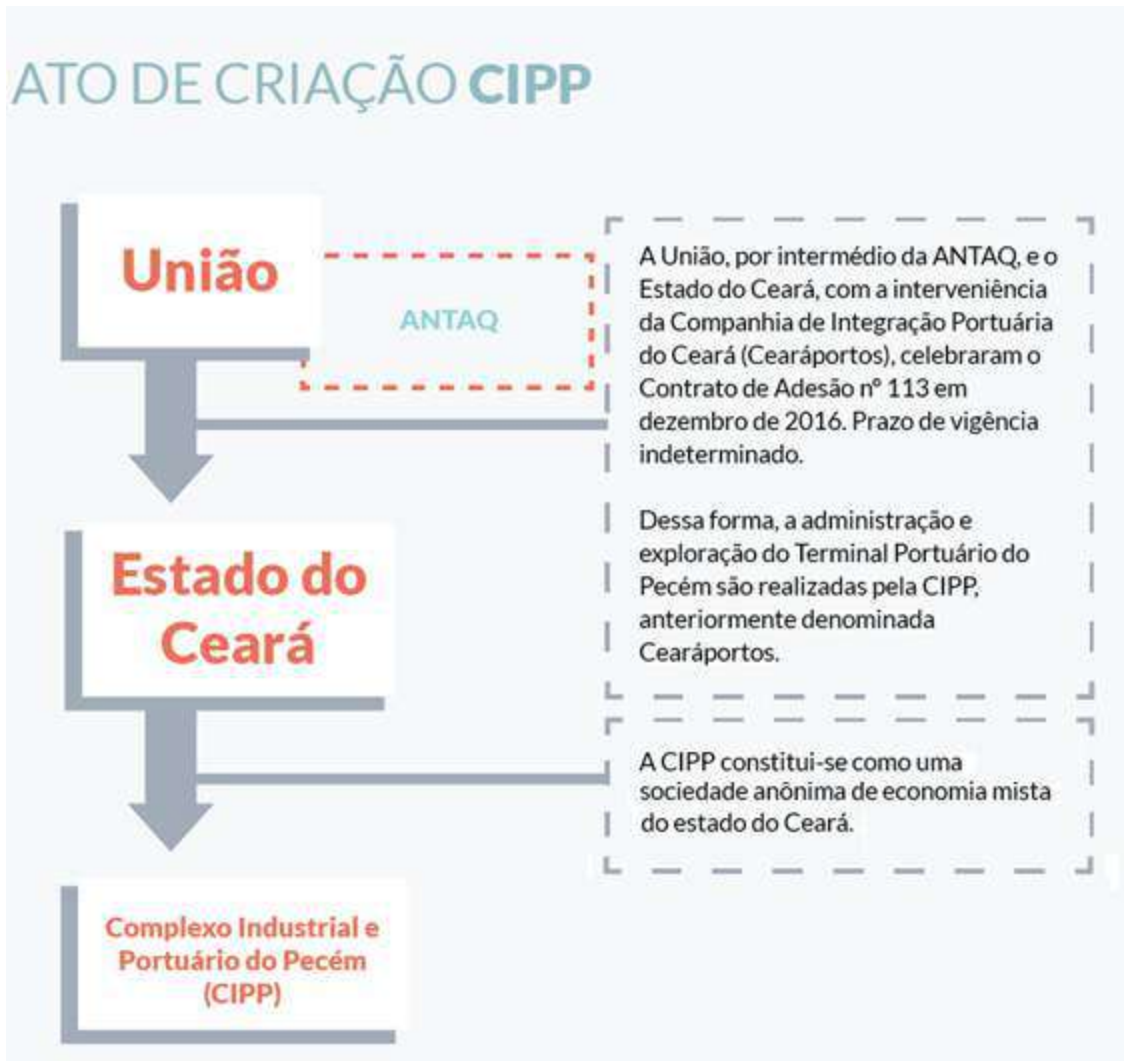 ATO DE CRIAÇÃO CIPP
União
ANTAQ
A União, por intermédio da ANTAQ, e o
Estado do Ceará, com a interveniência
da Companhia de Integração Portuária
do Ceará (Cearáportos), celebraram o
Contrato de Adesão nº 113 em
dezembro de 2016. Prazo de vigência
indeterminado.
Dessa forma, a administração e
exploração do Terminal Portuário do
Pecém são realizadas pela CIPP,
anteriormente denominada
Cearáportos.
Estado do
Ceará
A CIPP constitui-se como uma
sociedade anônima de economia mista
do estado do Ceará.
Complexo Industrial e
Portuário do Pecém
(CIPP)